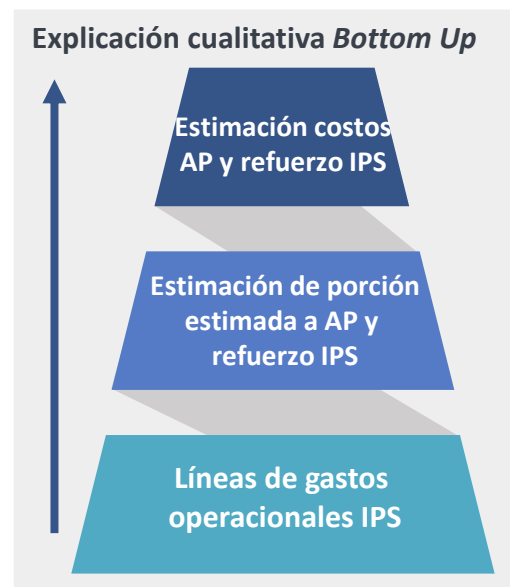 Explicación cualitativa Bottom Up
Estimación costos
AP y refuerzo IPS
Estimación de porción
estimada a AP y
refuerzo IPS
Líneas de gastos
operacionales IPS